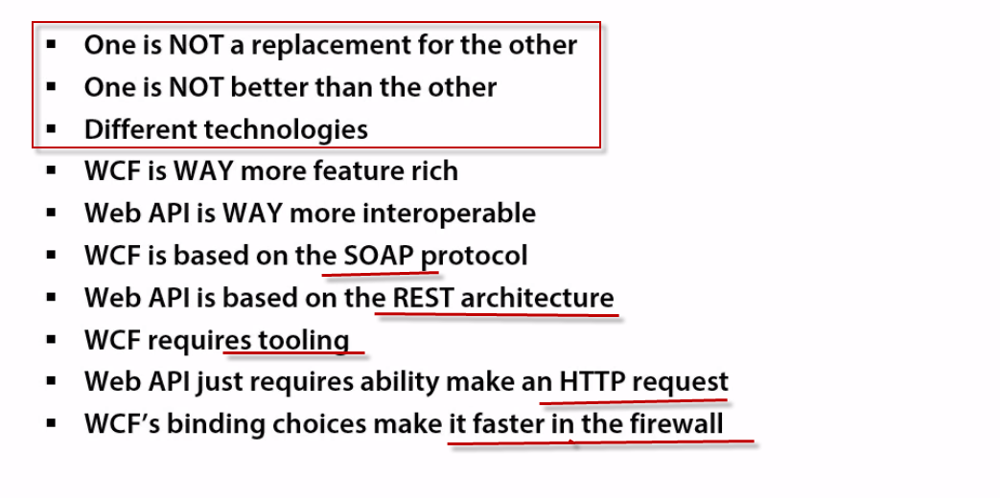 ▪ One is NOT a replacement for the other
▪ One is NOT better than the other
▪ Different technologies
▪ WCF is WAY more feature rich
▪ Web API is WAY more interoperable
▪ WCF is based on the SOAP protocol
▪ Web API is based on the REST architecture
▪ WCF requires tooling
▪ Web API just requires ability make an HTTP request
▪ WCF’s binding choices make it faster in the firewall